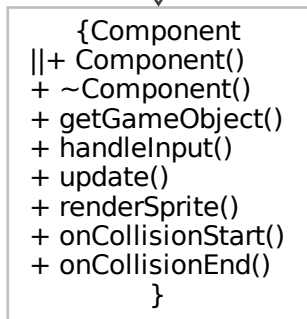 {Component
||+ Component()
+ ~Component()
+ getGameObject()
+ handleInput()
+ update()
+ renderSprite()
+ onCollisionStart()
+ onCollisionEnd()
}